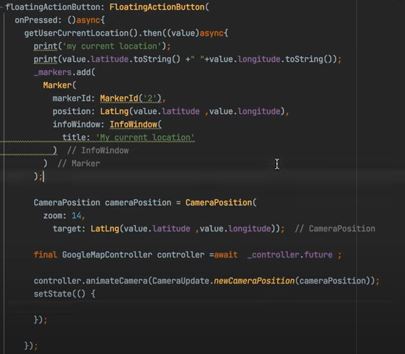 floatingActionButton: FloatingActionButton(
onPressed: ()async{
getUserCurrentLocation().then((value)async{
print('my current location');
print(value.latitude.toString() +" "+value.longitude.toString());
_markers.add(
Marker(
markerId: MarkerId('2'),
position: LatLng(value.latitude ,value.longitude),
infoWindow: InfoWindow(
title: 'My current location'
) // InfoWindow
) // Marker
);
CameraPosition cameraPosition = CameraPosition(
zoom: 14,
target: LatLng(value.latitude ,value.longitude)); // CameraPosition
final GoogleMapController controller =await _controller.future ;
controller.animateCamera(CameraUpdate.newCameraPosition(cameraPosition));
setState(() {
});
});